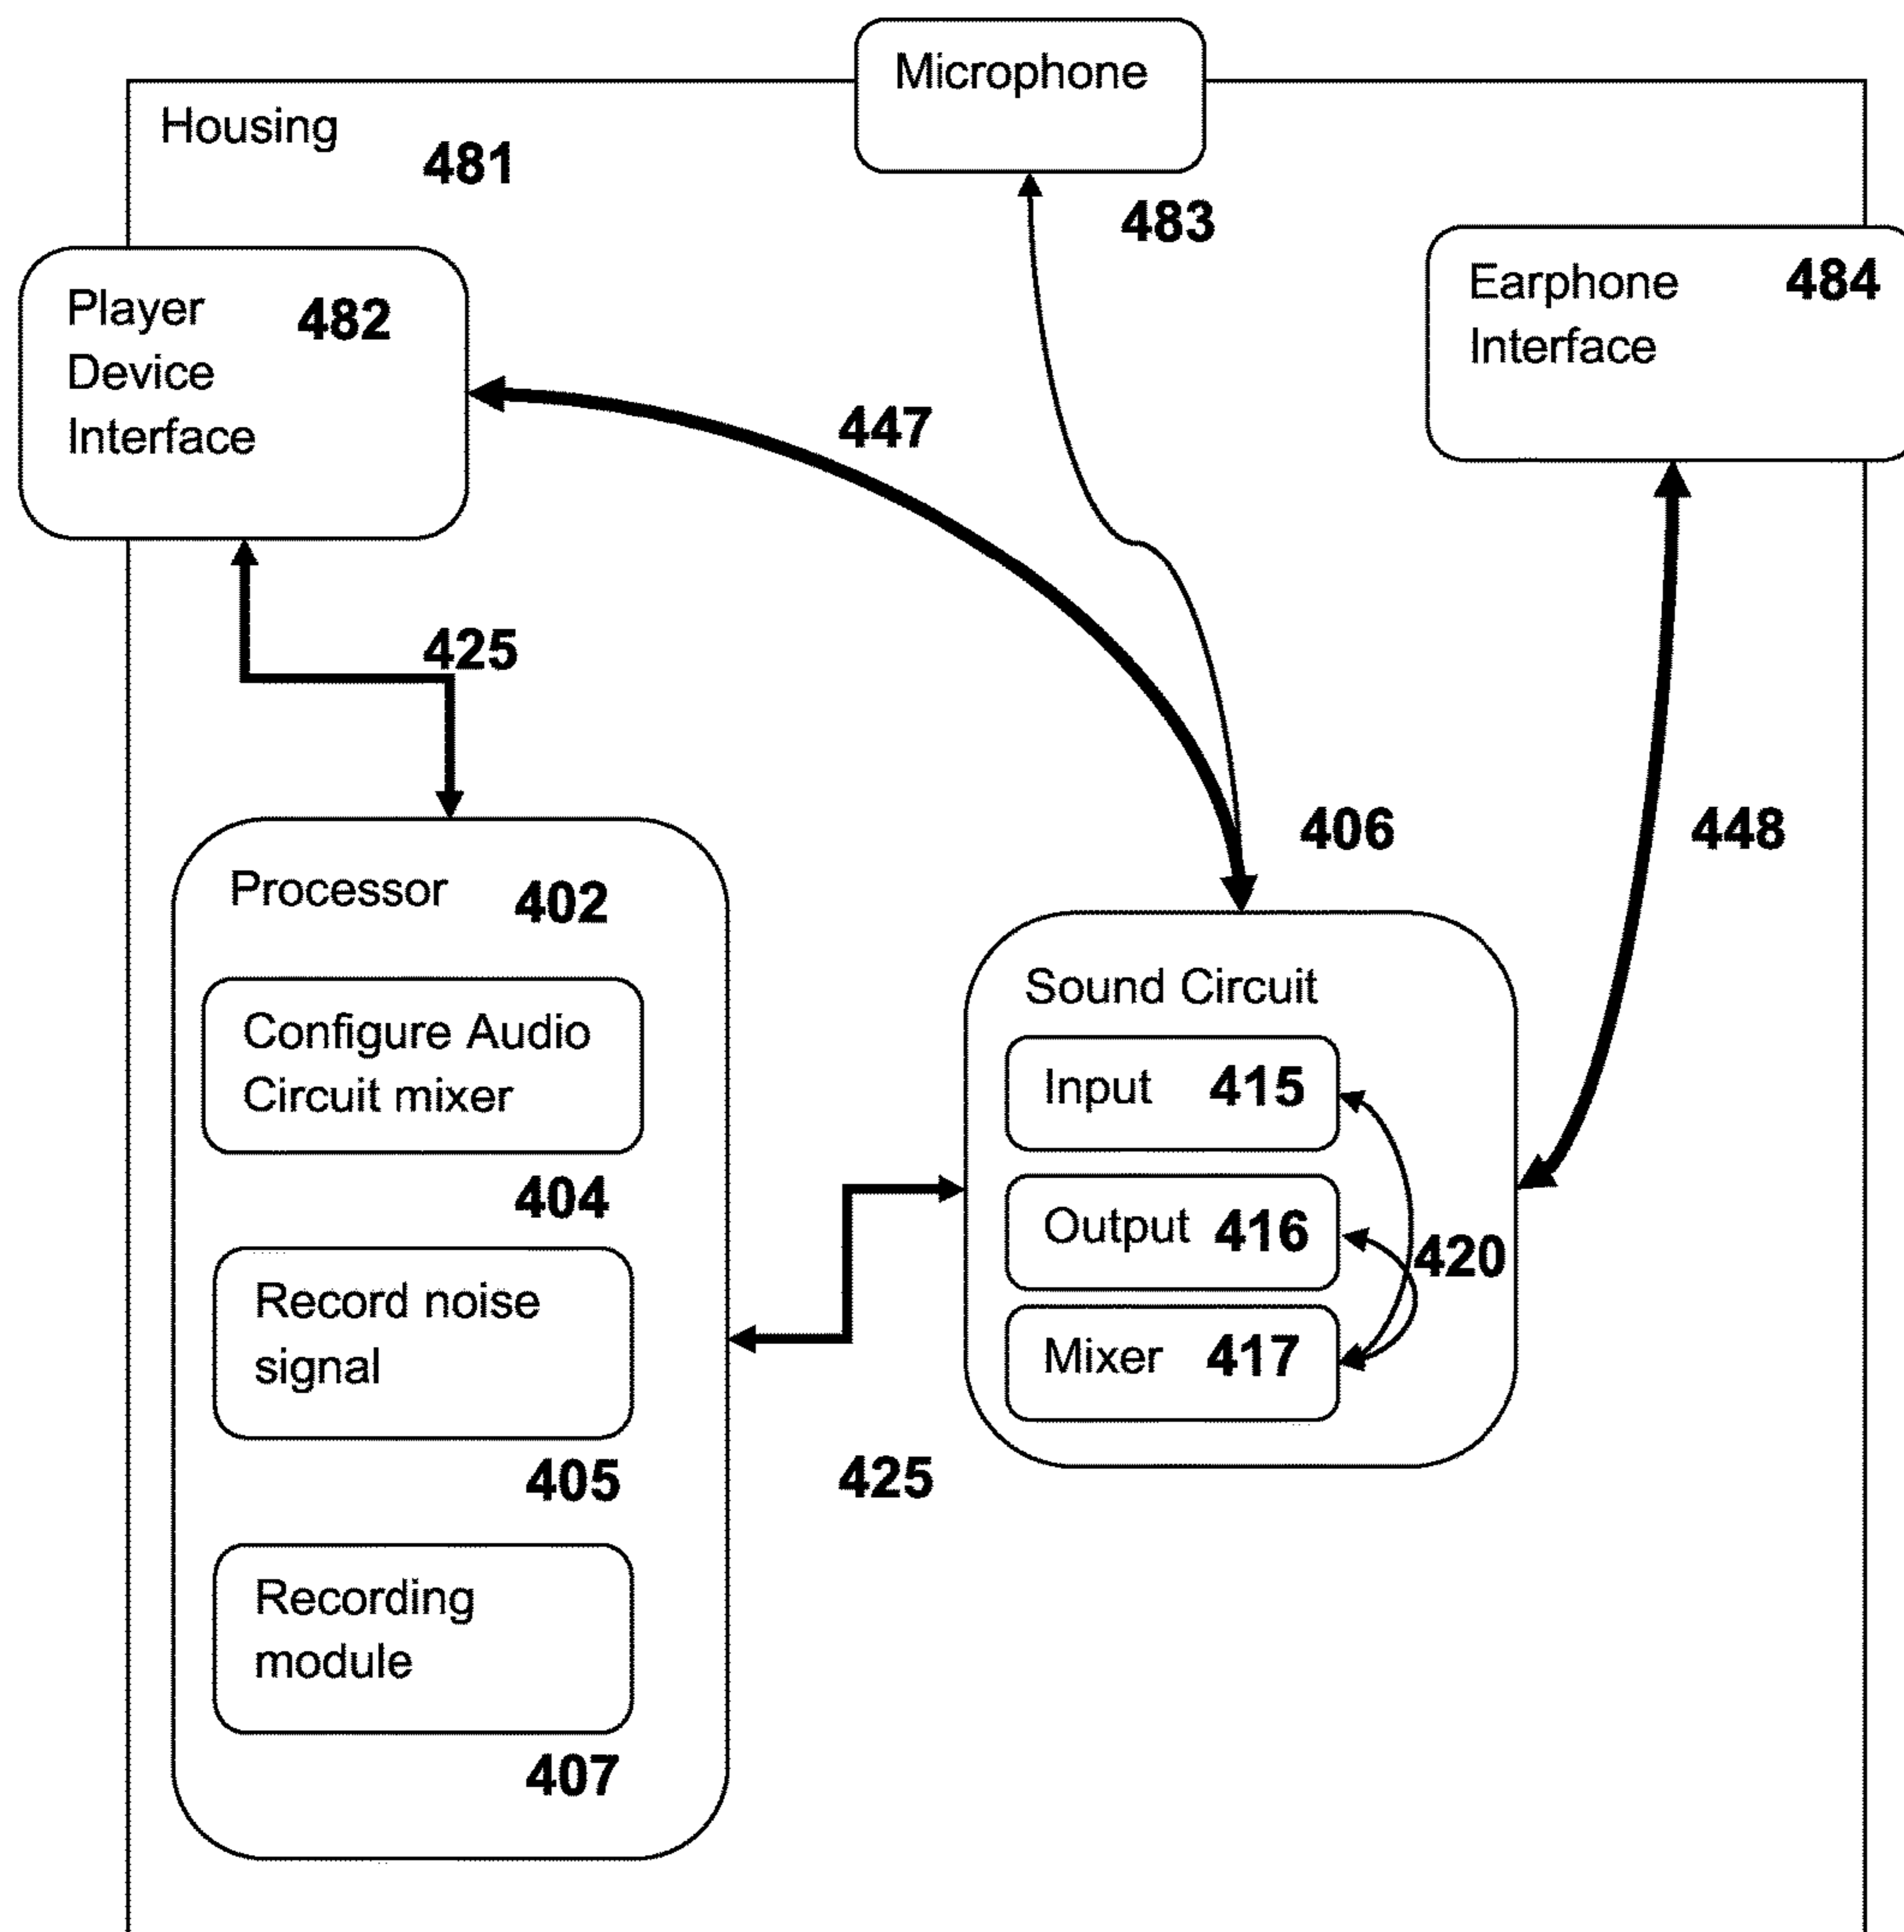 Microphone
Housing
481
483
Player
Device
Interface
482
Earphone
Interface
484
447
425
406
448
Processor
402
Configure Audio
Circuit mixer
404
Record noise
signal
405
Recording
module
407
425
Sound Circuit
Input 415
Output 416
Mixer 417
420